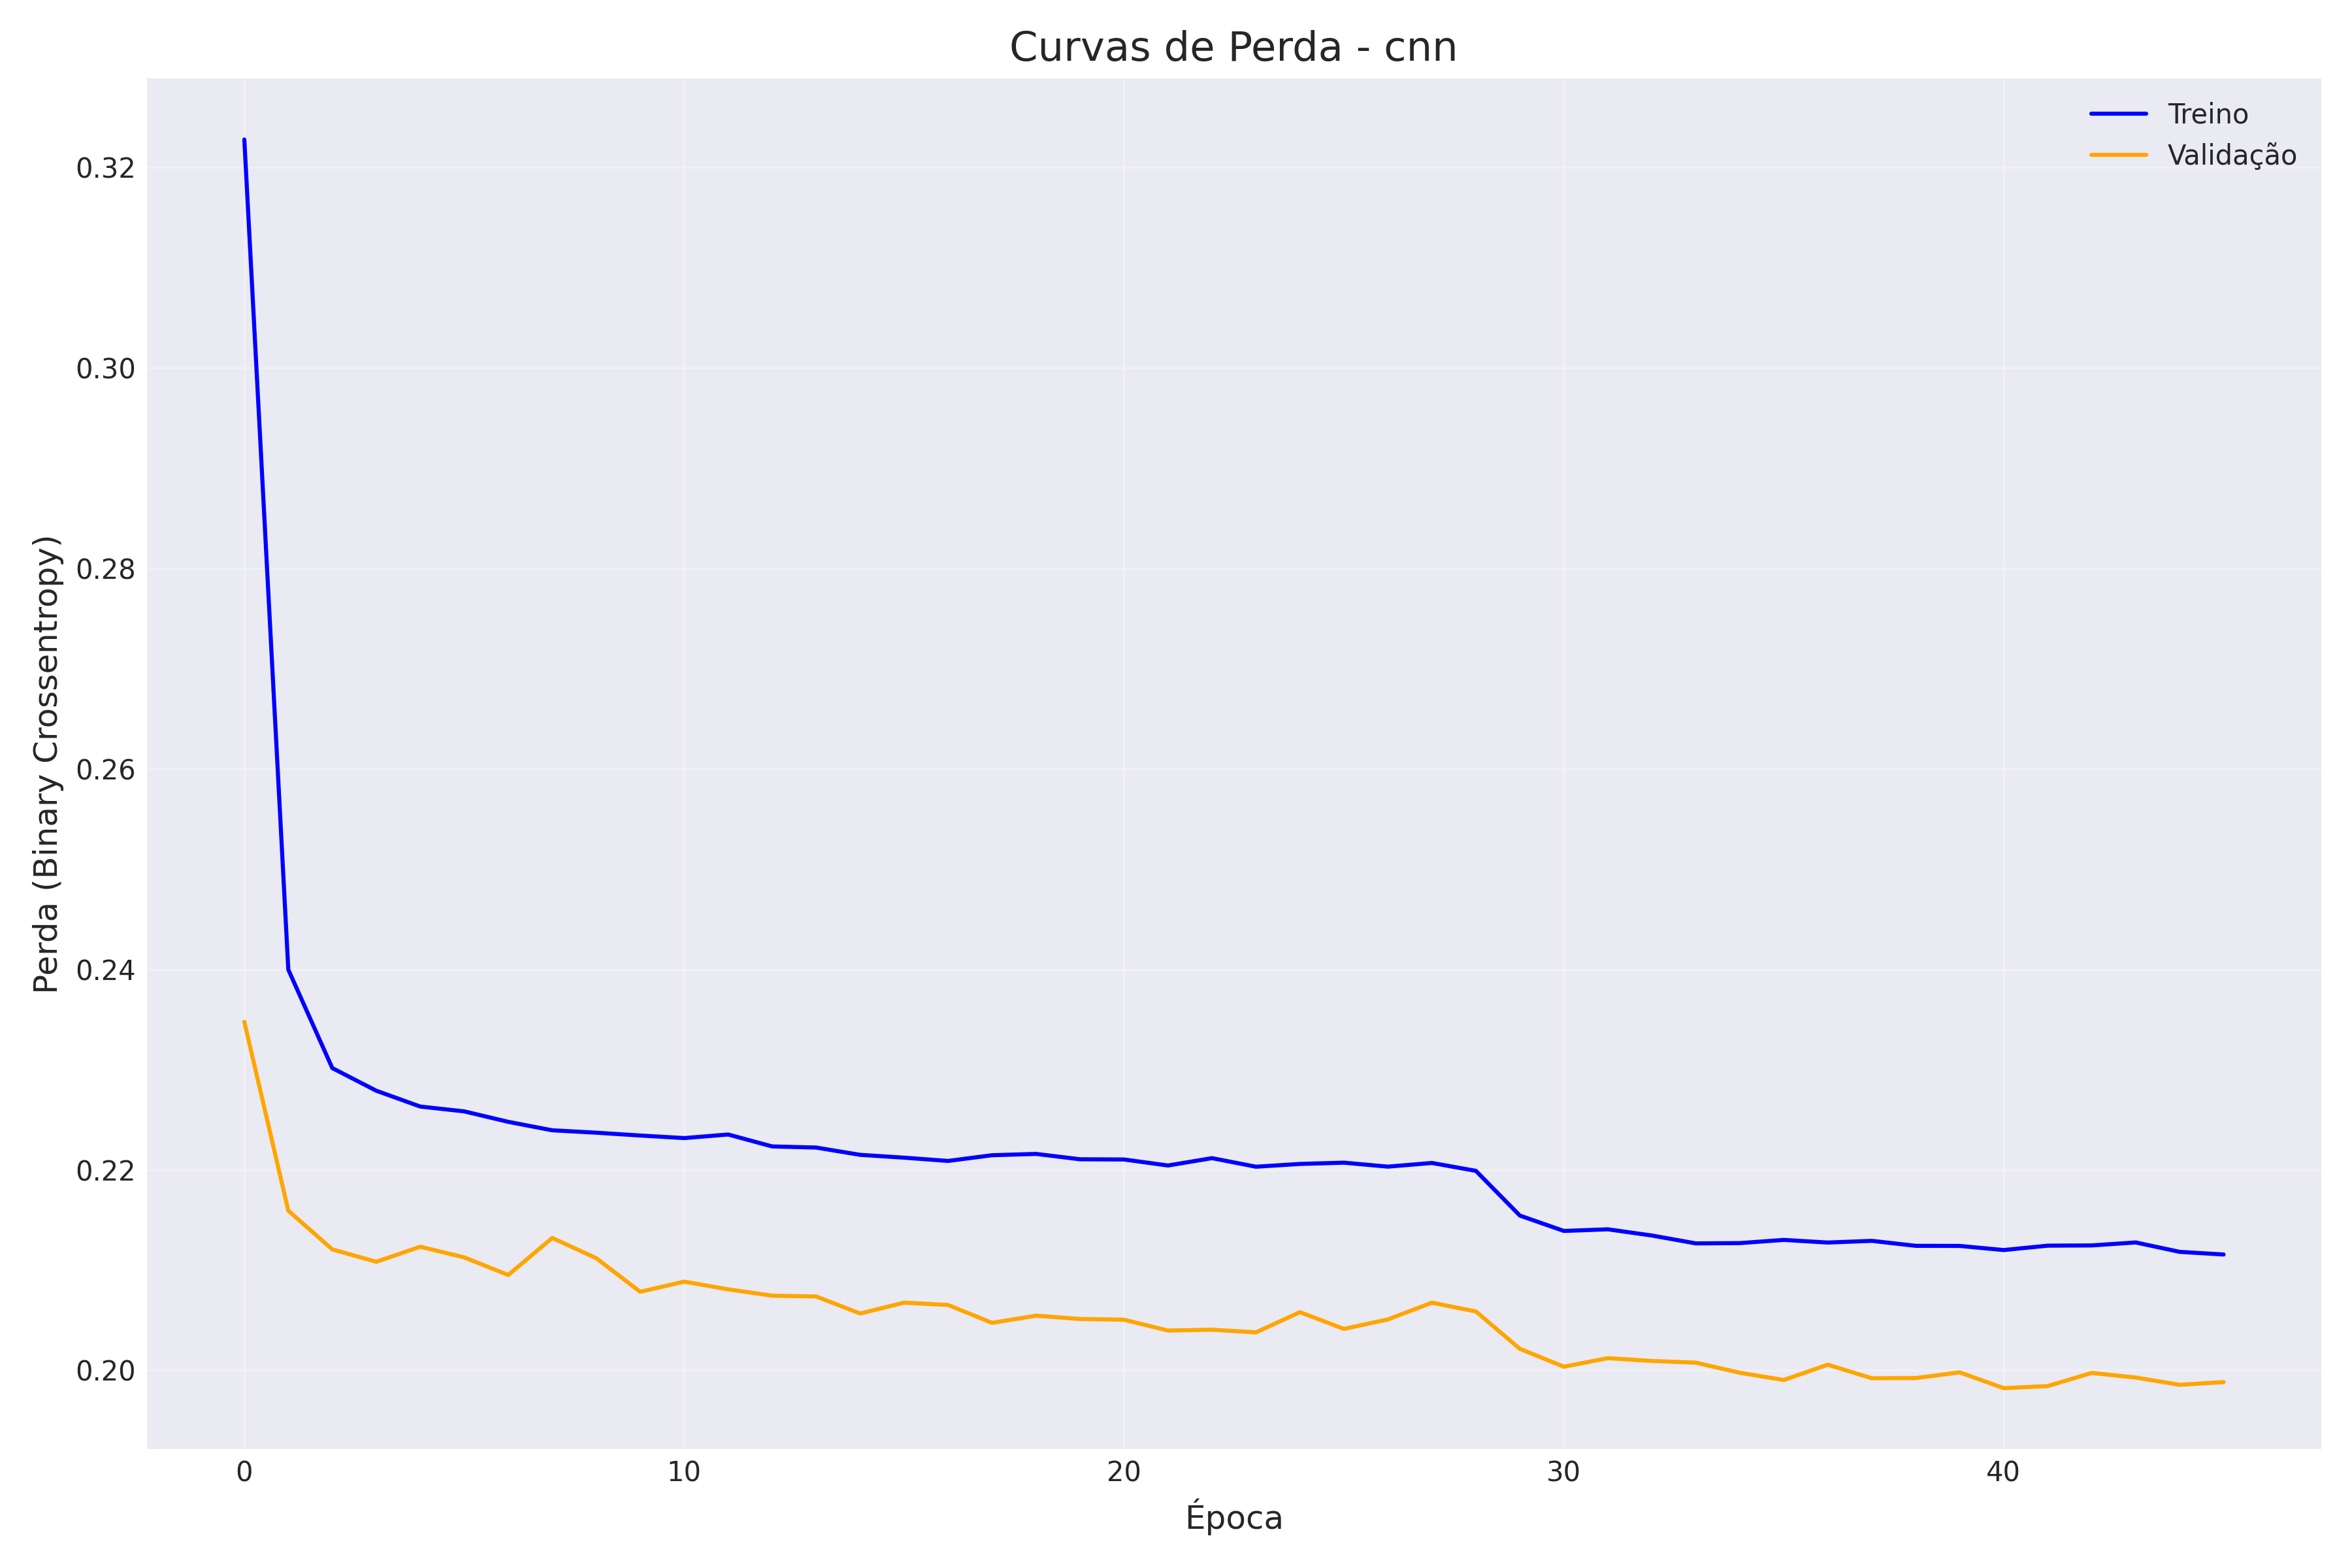 Curvas de Perda - cnn
Treino
Validação
Perda (Binary Crossentropy)
0.32
0.30
0.28
0.26
0.24
0.22
0.20
0
10
20
30
40
Época